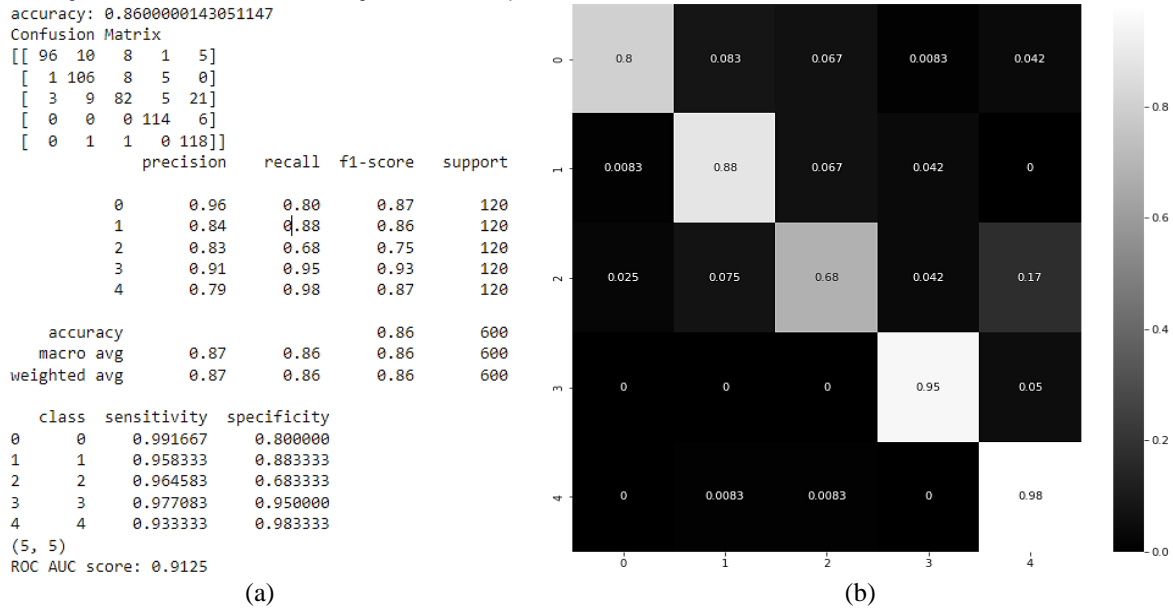 accuracy: 0.8600000143051147
Confusion Matrix
[[ 96 10 8 1 5]
[ 1 106 8 5 0]
[ 3 9 82 5 21]
[ 0 0 0 114 6]
[ 0 1 1 0 118]]
precision recall f1-score support
0 0.96 0.80 0.87 120
1 0.84 0.88 0.86 120
2 0.83 0.68 0.75 120
3 0.91 0.95 0.93 120
4 0.79 0.98 0.87 120
accuracy 0.86 600
macro avg 0.87 0.86 0.86 600
weighted avg 0.87 0.86 0.86 600
class sensitivity specificity
0 0 0.991667 0.800000
1 1 0.958333 0.883333
2 2 0.964583 0.683333
3 3 0.977083 0.950000
4 4 0.933333 0.983333
(5, 5)
ROC AUC score: 0.9125
(a)
0 0.8 0.083 0.067 0.0083 0.042
1 0.0083 0.88 0.067 0.042 0
2 0.025 0.075 0.68 0.042 0.17
3 0 0 0 0.95 0.05
4 0 0.0083 0.0083 0 0.98
0 1 2 3 4
0.8
0.6
0.4
0.2
0.0
(b)